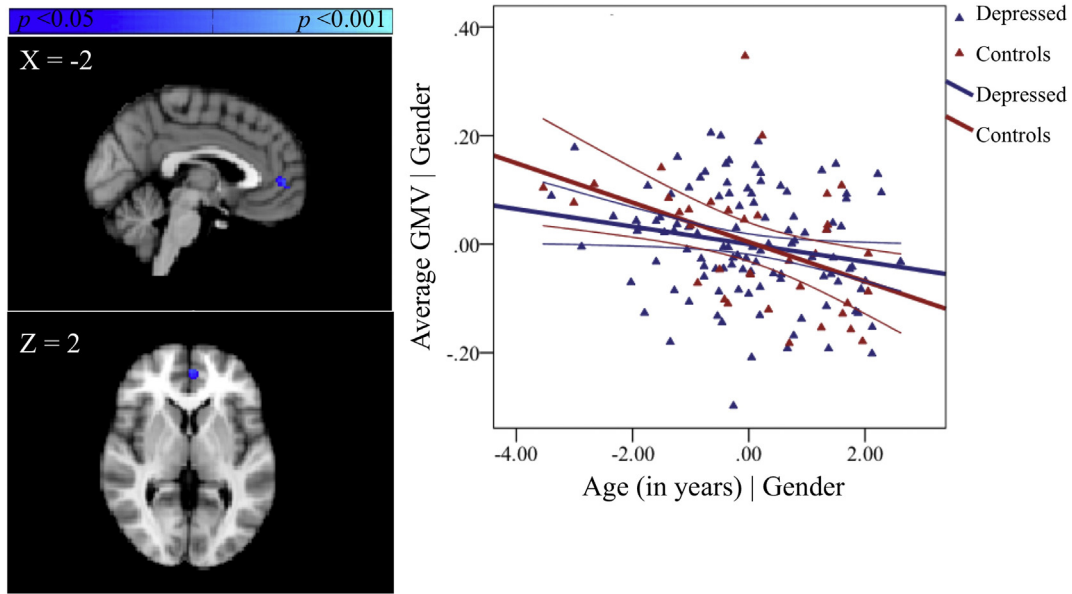 p <0.05
p <0.001
X = -2
Z = 2
Average GMV | Gender
.40
.20
.00
-.20
-4.00
-2.00
.00
2.00
Age (in years) | Gender
Depressed
Controls
Depressed
Controls